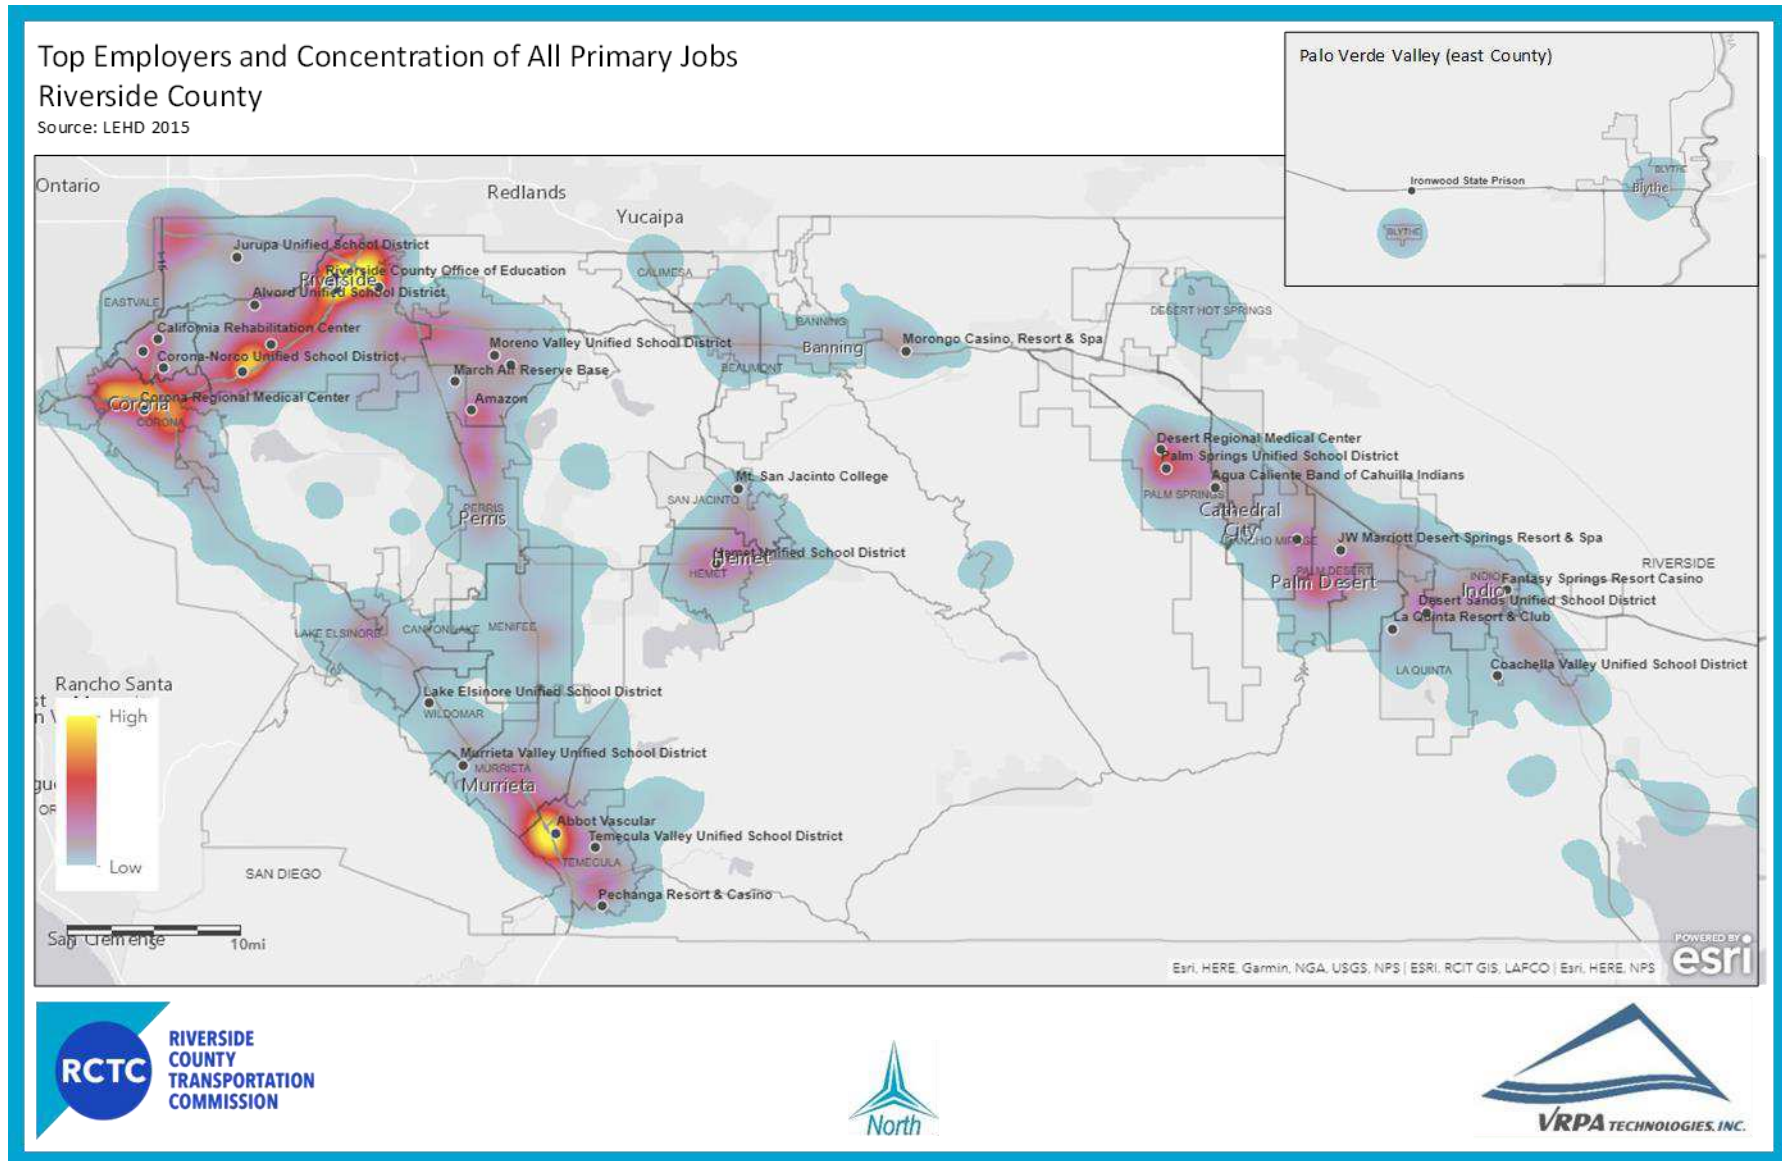 Top Employers and Concentration of All Primary Jobs
Riverside County
Source: LEHD 2015
Palo Verde Valley (east County)
Ironwood State Prison
BLYTHE
Blythe
BLYTHE
Ontario
Redlands
Yucaipa
Jurupa Unified School District
I-15
Riverside County Office of Education
Riverside
Alvord Unified School District
EASTVALE
CALIMESA
DESERT HOT SPRINGS
BANNING
California Rehabilitation Center
Moreno Valley Unified School District
Banning
Morongo Casino, Resort & Spa
Corona-Norco Unified School District
March Air Reserve Base
BEAUMONT
Corona Regional Medical Center
Amazon
Corona
CORONA
Desert Regional Medical Center
Palm Springs Unified School District
Mt. San Jacinto College
Agua Caliente Band of Cahuilla Indians
SAN JACINTO
PALM SPRINGS
PERRIS
Perris
Cathedral
City
RANCHO MIRAGE
JW Marriott Desert Springs Resort & Spa
Hemet Unified School District
Hemet
HEMET
RIVERSIDE
PALM DESERT
Palm Desert
INDIO
Fantasy Springs Resort Casino
Indio
Desert Sands Unified School District
La Quinta Resort & Club
LAKE ELSINORE
CANYON LAKE
MENIFEE
LA QUINTA
Coachella Valley Unified School District
Rancho Santa
Lake Elsinore Unified School District
WILDOMAR
High
Low
Murrieta Valley Unified School District
MURRIETA
Murrieta
Abbot Vascular
Temecula Valley Unified School District
TEMECULA
SAN DIEGO
Pechanga Resort & Casino
San Clemente
10mi
POWERED BY
esri
Esri, HERE, Garmin, NGA, USGS, NPS | ESRI, RCIT GIS, LAFCO | Esri, HERE, NPS
RCTC
RIVERSIDE
COUNTY
TRANSPORTATION
COMMISSION
North
VRPA TECHNOLOGIES, INC.